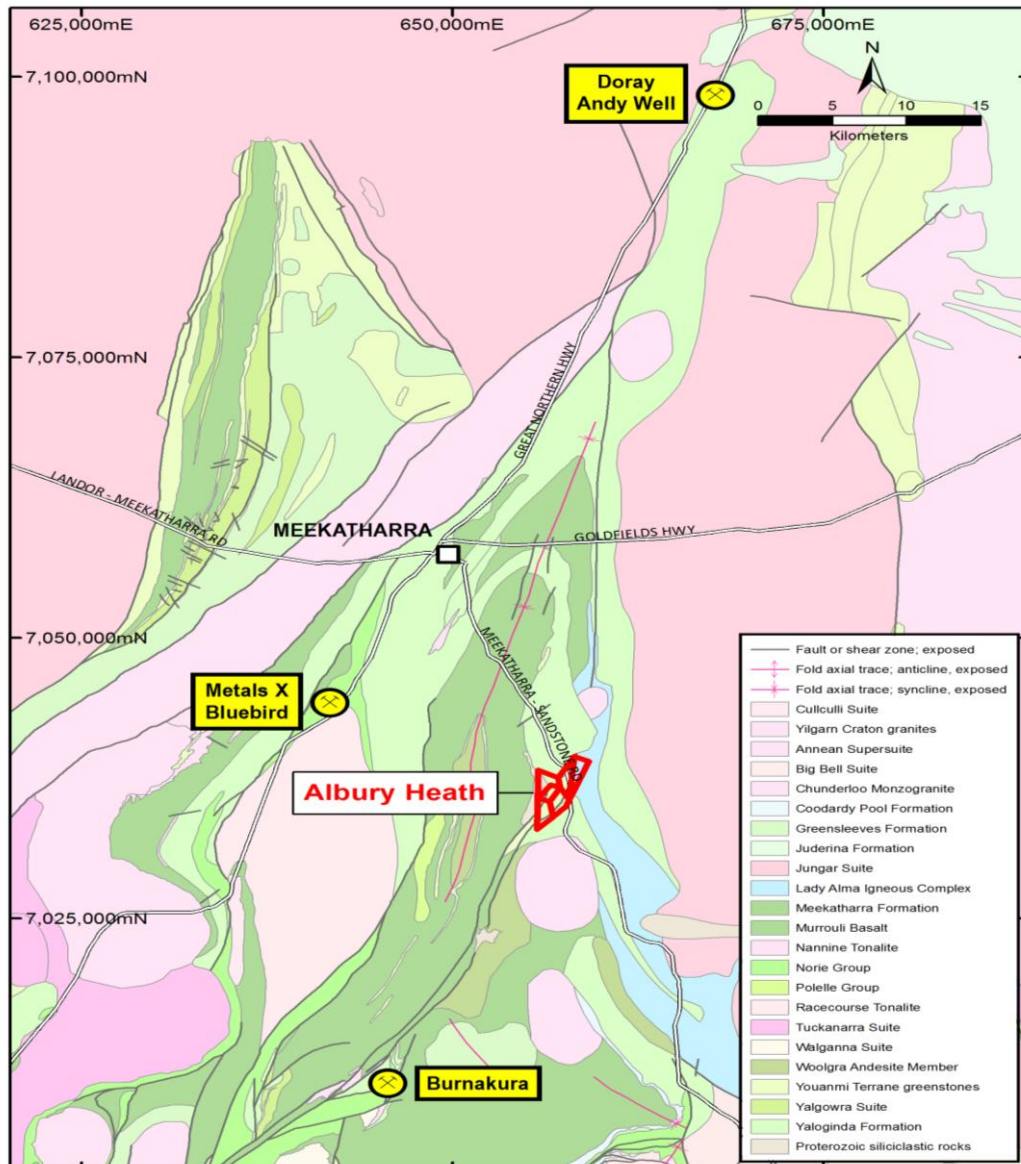 625,000mE
650,000mE
675,000mE
7,100,000mN
7,075,000mN
7,050,000mN
7,025,000mN
N
0
5
10
15
Kilometers
Doray
Andy Well
GREAT NORTHERN HWY
LANDOR - MEEKATHARRA RD
MEEKATHARRA
GOLDFIELDS HWY
MEEKATHARRA - SANDSTONE RD
Metals X
Bluebird
Albury Heath
Burnakura
Fault or shear zone; exposed
Fold axial trace; anticline, exposed
Fold axial trace; syncline, exposed
Cullculli Suite
Yilgarn Craton granites
Annean Supersuite
Big Bell Suite
Chunderloo Monzogranite
Coodardy Pool Formation
Greensleeves Formation
Juderina Formation
Jungar Suite
Lady Alma Igneous Complex
Meekatharra Formation
Murrouli Basalt
Nannine Tonalite
Norie Group
Polelle Group
Racecourse Tonalite
Tuckanarra Suite
Walganna Suite
Woolgra Andesite Member
Youanmi Terrane greenstones
Yalgowra Suite
Yaloginda Formation
Proterozoic siliciclastic rocks